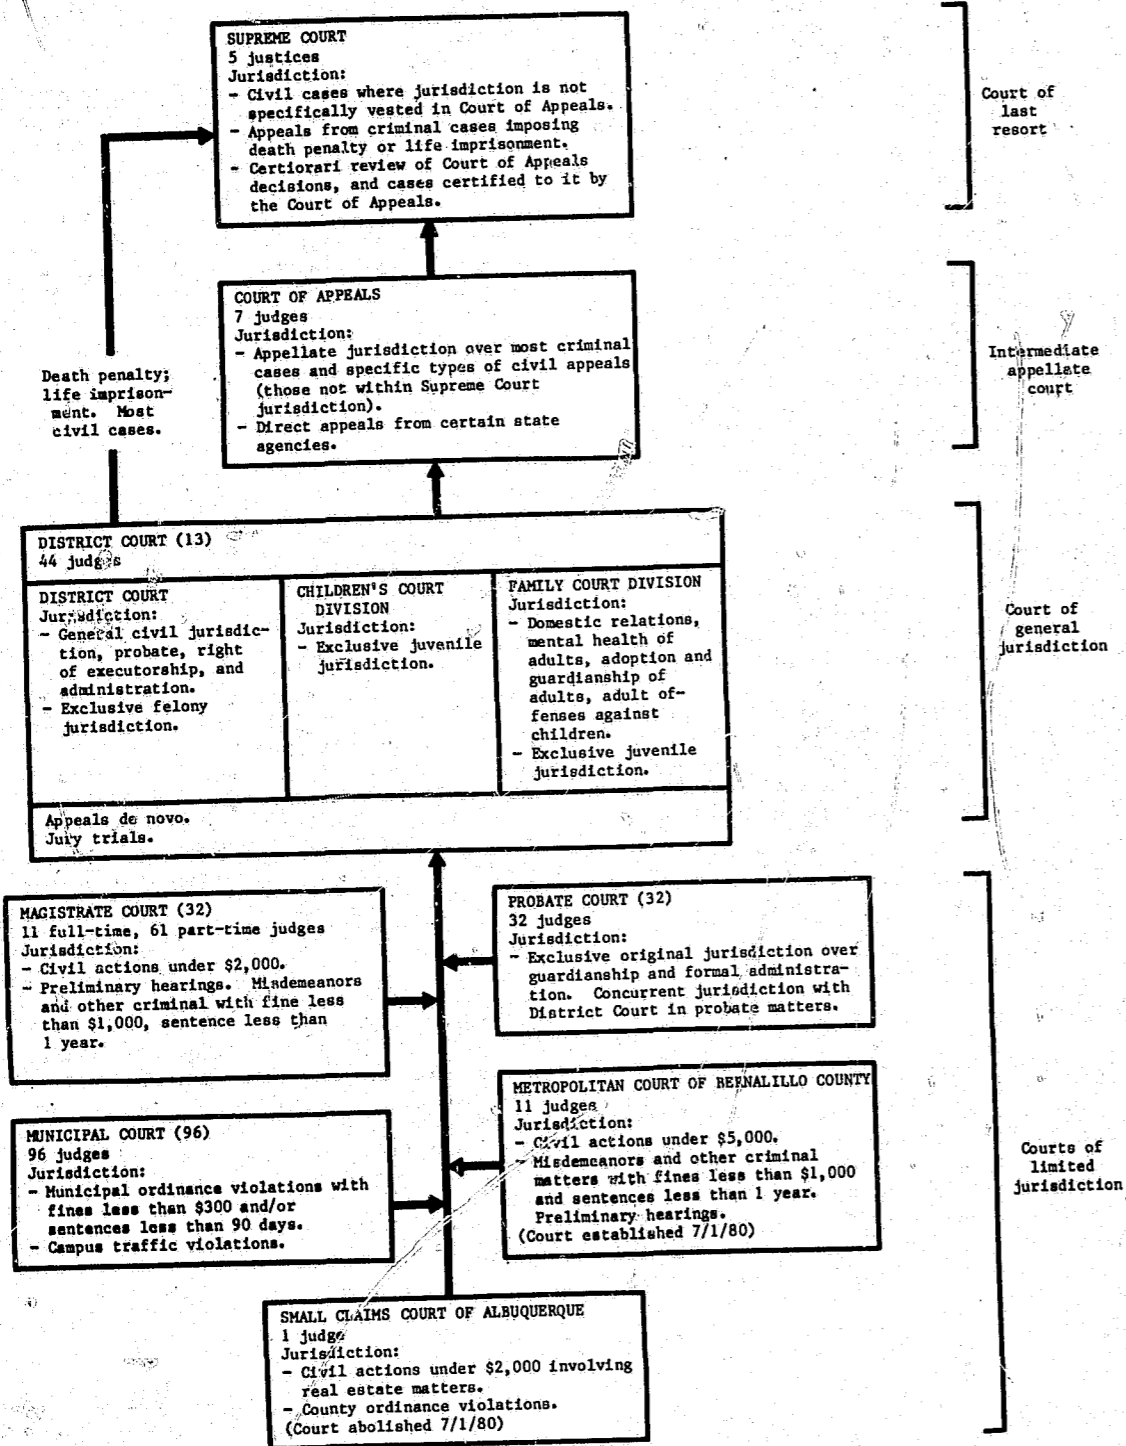 SUPREME COURT
5 justices
Jurisdiction:
- Civil cases where jurisdiction is not
specifically vested in Court of Appeals.
- Appeals from criminal cases imposing
death penalty or life imprisonment.
- Certiorari review of Court of Appeals
decisions, and cases certified to it by
the Court of Appeals.
Court of
last
resort
COURT OF APPEALS
7 judges
Jurisdiction:
- Appellate jurisdiction over most criminal
cases and specific types of civil appeals
(those not within Supreme Court
jurisdiction).
- Direct appeals from certain state
agencies.
Intermediate
appellate
court
Death penalty;
life imprison-
ment. Most
civil cases.
DISTRICT COURT (13)
44 judges
DISTRICT COURT
Jurisdiction:
- General civil jurisdic-
tion, probate, right
of executorship, and
administration.
- Exclusive felony
jurisdiction.
CHILDREN'S COURT
DIVISION
Jurisdiction:
- Exclusive juvenile
jurisdiction.
FAMILY COURT DIVISION
Jurisdiction:
- Domestic relations,
mental health of
adults, adoption and
guardianship of
adults, adult of-
fenses against
children.
- Exclusive juvenile
jurisdiction.
Appeals de novo.
Jury trials.
Court of
general
jurisdiction
MAGISTRATE COURT (32)
11 full-time, 61 part-time judges
Jurisdiction:
- Civil actions under $2,000.
- Preliminary hearings. Misdemeanors
and other criminal with fine less
than $1,000, sentence less than
1 year.
PROBATE COURT (32)
32 judges
Jurisdiction:
- Exclusive original jurisdiction over
guardianship and formal administra-
tion. Concurrent jurisdiction with
District Court in probate matters.
MUNICIPAL COURT (96)
96 judges
Jurisdiction:
- Municipal ordinance violations with
fines less than $300 and/or
sentences less than 90 days.
- Campus traffic violations.
METROPOLITAN COURT OF BERNALILLO COUNTY
11 judges
Jurisdiction:
- Civil actions under $5,000.
- Misdemeanors and other criminal
matters with fines less than $1,000
and sentences less than 1 year.
Preliminary hearings.
(Court established 7/1/80)
Courts of
limited
jurisdiction
SMALL CLAIMS COURT OF ALBUQUERQUE
1 judge
Jurisdiction:
- Civil actions under $2,000 involving
real estate matters.
- County ordinance violations.
(Court abolished 7/1/80)